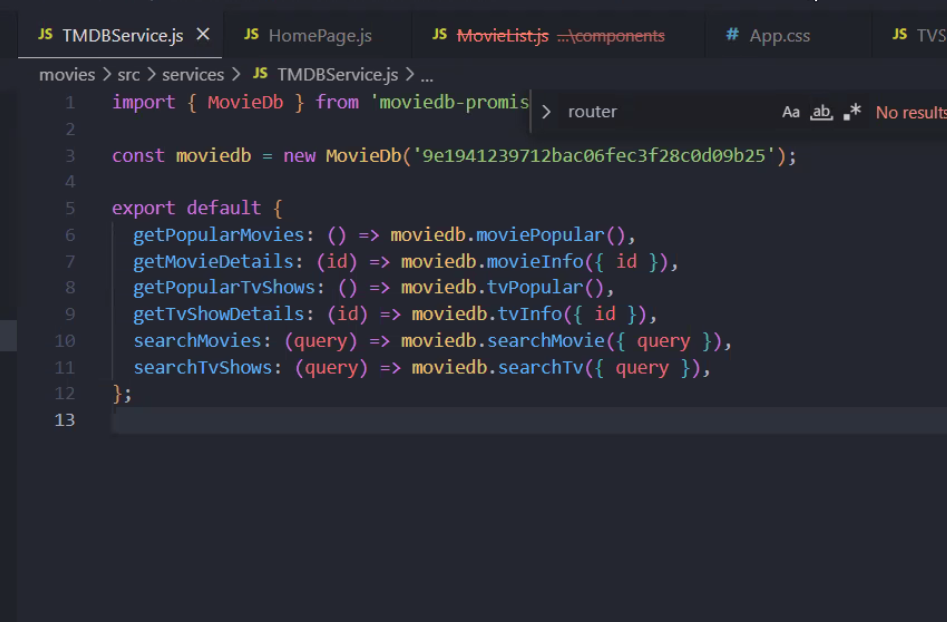 JS TMDBService.js × JS HomePage.js JS MovieList.js ...\components # App.css JS TVS
movies > src > services > JS TMDBService.js > ...
router Aa ab .* No results
1 import { MovieDb } from 'moviedb-promis
2
3 const moviedb = new MovieDb('9e1941239712bac06fec3f28c0d09b25');
4
5 export default {
6 getPopularMovies: () => moviedb.moviePopular(),
7 getMovieDetails: (id) => moviedb.movieInfo({ id }),
8 getPopularTvShows: () => moviedb.tvPopular(),
9 getTvShowDetails: (id) => moviedb.tvInfo({ id }),
10 searchMovies: (query) => moviedb.searchMovie({ query }),
11 searchTvShows: (query) => moviedb.searchTv({ query }),
12 };
13